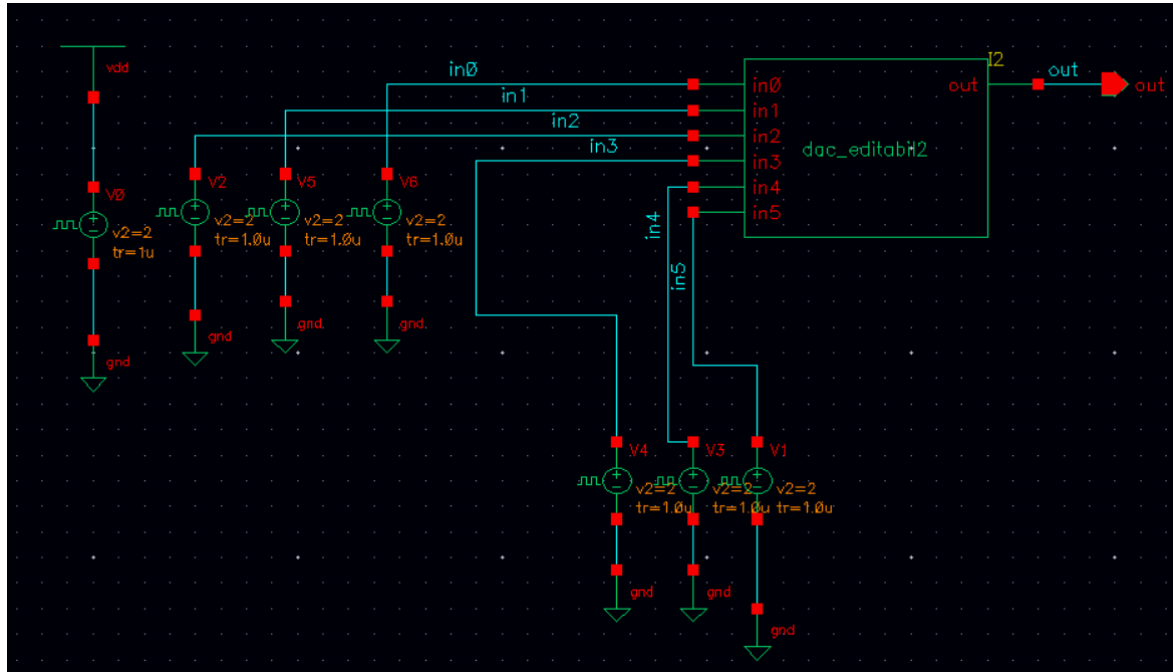 vdd
in0
in1
in2
in3
in4
in5
I2
in0
in1
in2
in3
in4
in5
dac_editabil2
out
out
out
V0
v2=2
tr=1u
gnd
V2
v2=2
tr=1.0u
gnd
V5
v2=2
tr=1.0u
gnd
V6
v2=2
tr=1.0u
gnd
V4
v2=2
tr=1.0u
gnd
V3
v2=2
tr=1.0u
gnd
V1
v2=2
tr=1.0u
gnd